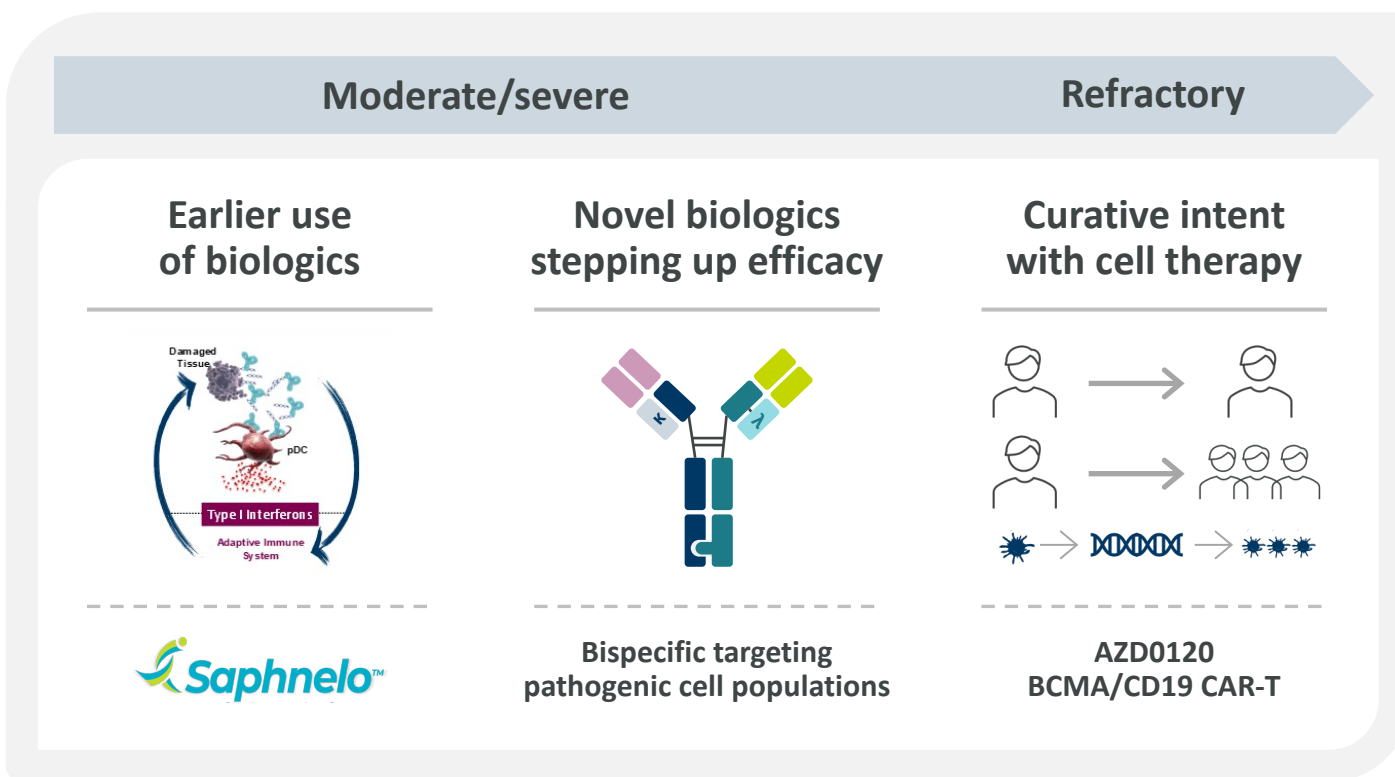 Moderate/severe
Refractory
Earlier use
of biologics
Novel biologics
stepping up efficacy
Curative intent
with cell therapy
Damaged
Tissue
pDC
Type I Interferons
Adaptive Immune
System
κ
λ
Saphnelo™
Bispecific targeting
pathogenic cell populations
AZD0120
BCMA/CD19 CAR-T